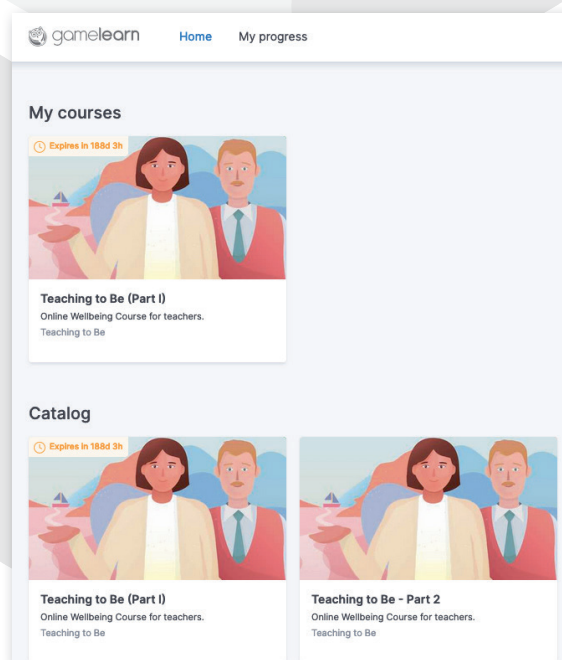 gamelearn Home My progress
My courses
Expires in 188d 3h
Teaching to Be (Part I)
Online Wellbeing Course for teachers.
Teaching to Be
Catalog
Expires in 188d 3h
Teaching to Be (Part I)
Online Wellbeing Course for teachers.
Teaching to Be
Teaching to Be - Part 2
Online Wellbeing Course for teachers.
Teaching to Be